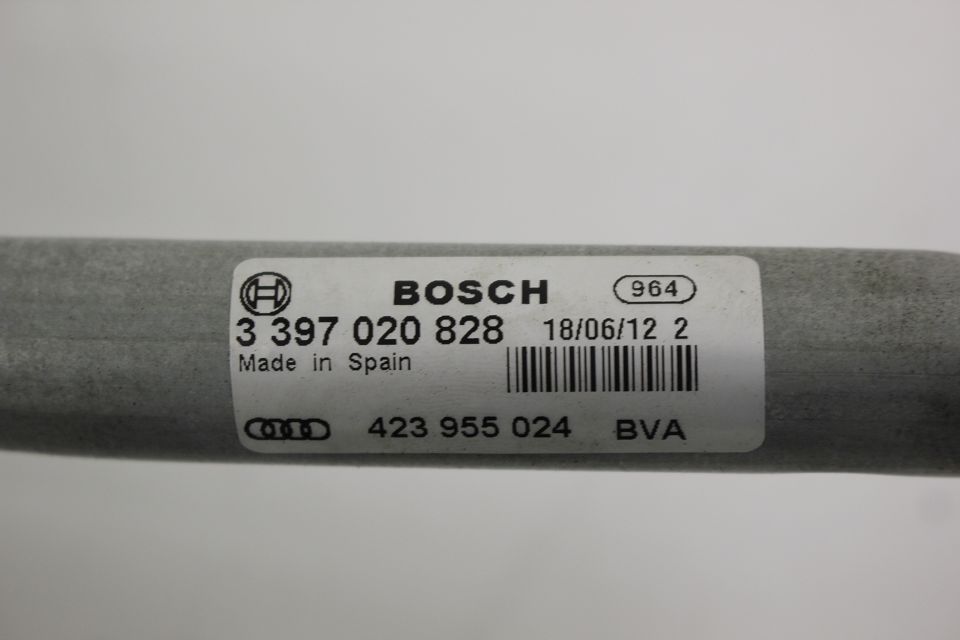 BOSCH 964
3 397 020 828 18/06/12 2
Made in Spain
423 955 024 BVA